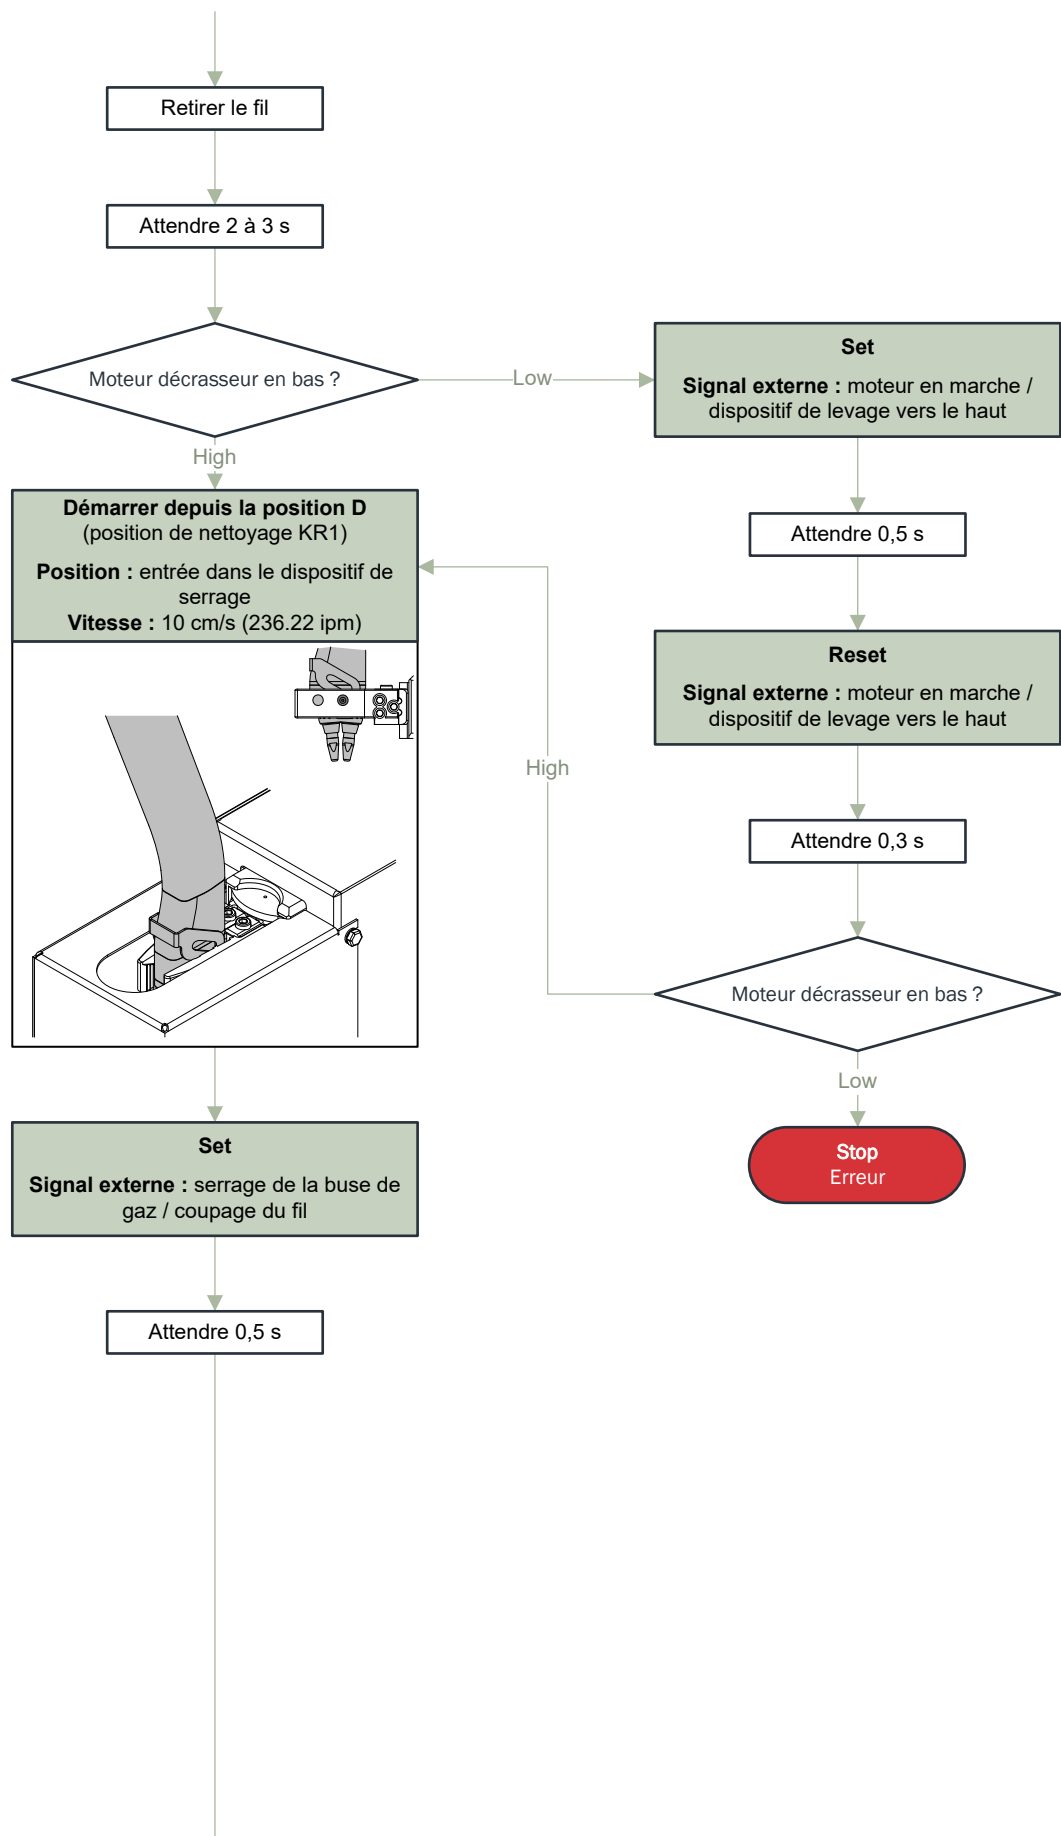 Retirer le fil
Attendre 2 à 3 s
Moteur décrasseur en bas ?
Low
High
Set
Signal externe : moteur en marche /
dispositif de levage vers le haut
Attendre 0,5 s
Reset
Signal externe : moteur en marche /
dispositif de levage vers le haut
Attendre 0,3 s
Moteur décrasseur en bas ?
High
Low
Stop
Erreur
Démarrer depuis la position D
(position de nettoyage KR1)
Position : entrée dans le dispositif de
serrage
Vitesse : 10 cm/s (236.22 ipm)
Set
Signal externe : serrage de la buse de
gaz / coupage du fil
Attendre 0,5 s